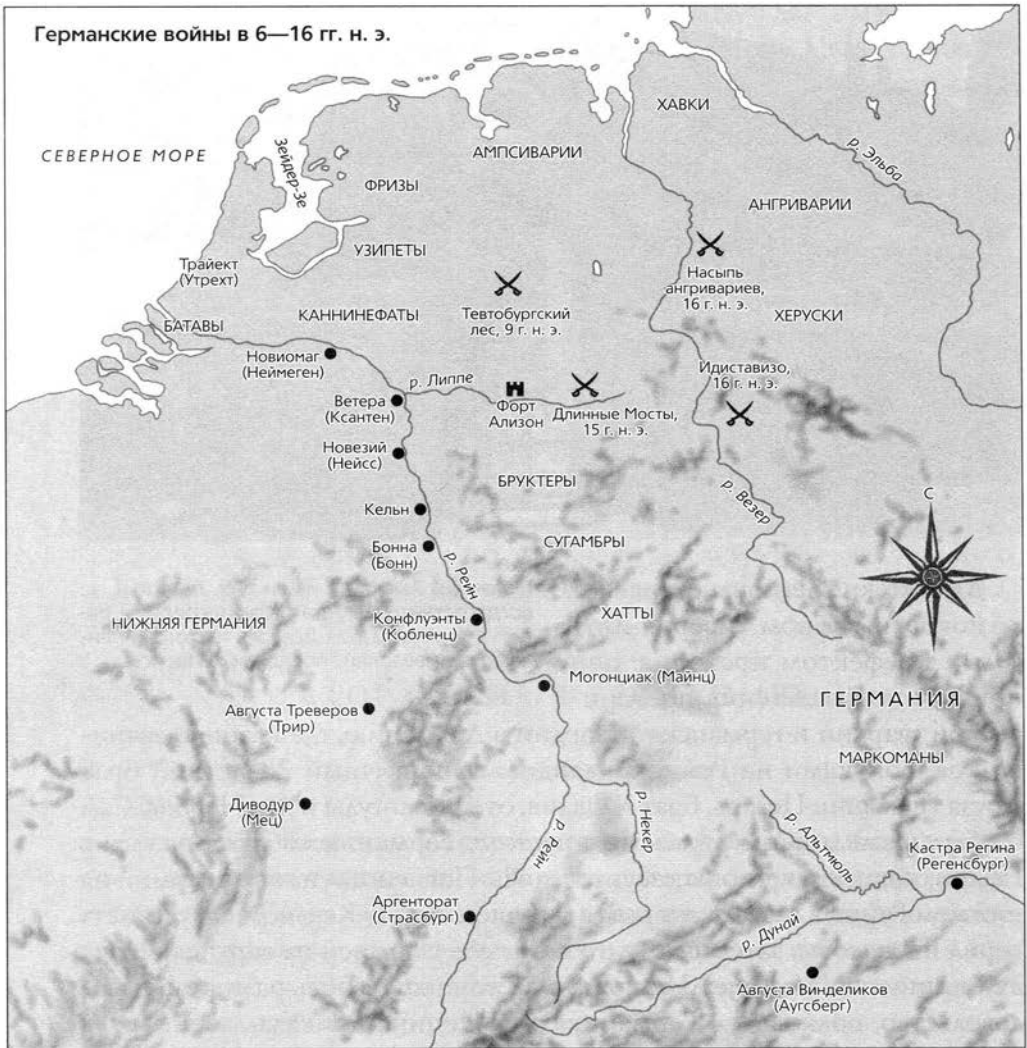 Германские войны в 6—16 гг. н. э.
СЕВЕРНОЕ МОРЕ
Зейдер-Зе
ХАВКИ
АМПСИВАРИИ
р. Эльба
ФРИЗЫ
АНГРИВАРИИ
УЗИПЕТЫ
Трайект
(Утрехт)
Насыпь
ангривариев,
16 г. н. э.
БАТАВЫ
КАННИНЕФАТЫ
Тевтобургский
лес, 9 г. н. э.
ХЕРУСКИ
Новиомаг
(Неймеген)
Идиставизо,
16 г. н. э.
р. Липпе
Ветера
(Ксантен)
Форт
Ализон
Длинные Мосты,
15 г. н. э.
Новезий
(Нейсс)
БРУКТЕРЫ
р. Везер
С
Кельн
СУГАМБРЫ
Бонна
(Бонн)
р. Рейн
НИЖНЯЯ ГЕРМАНИЯ
Конфлуэнты
(Кобленц)
ХАТТЫ
Могонциак (Майнц)
ГЕРМАНИЯ
Августа Треверов
(Трир)
МАРКОМАНЫ
Диводур
(Мец)
р. Рейн
р. Некер
р. Альтмюль
Кастра Регина
(Регенсбург)
Аргенторат
(Страсбург)
р. Дунай
Августа Винделиков
(Аугсберг)